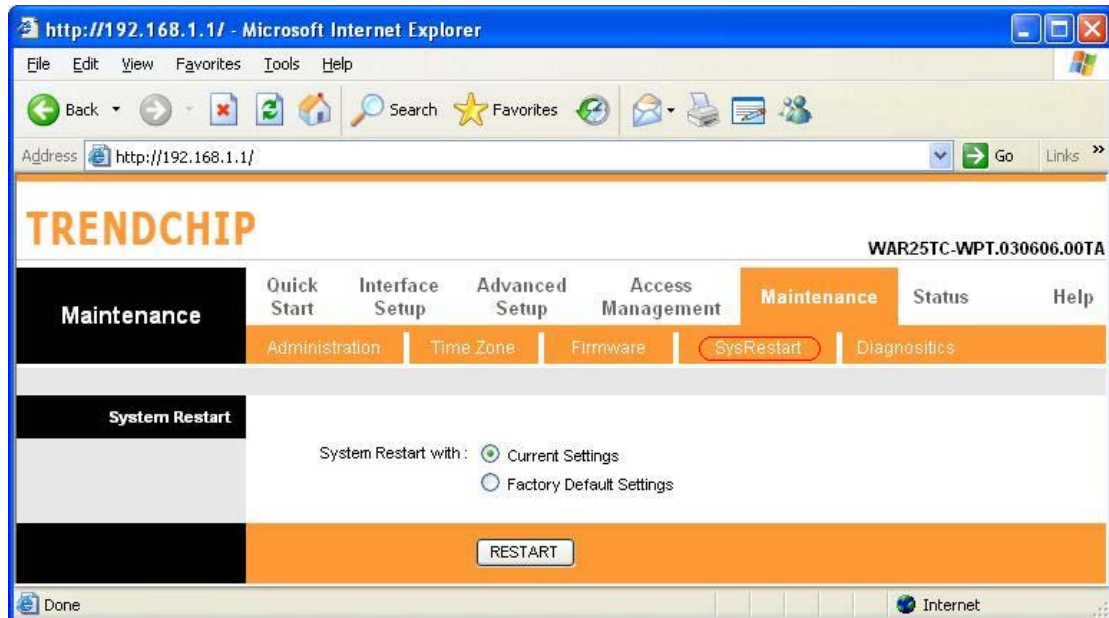 http://192.168.1.1/ - Microsoft Internet Explorer
File Edit View Favorites Tools Help
Back Search Favorites
Address http://192.168.1.1/ Go Links »
TRENDCHIP
WAR25TC-WPT.030606.00TA
Maintenance
Quick Start
Interface Setup
Advanced Setup
Access Management
Maintenance
Status
Help
Administration Time Zone Firmware SysRestart Diagnositics
System Restart
System Restart with : Current Settings
Factory Default Settings
RESTART
Done Internet